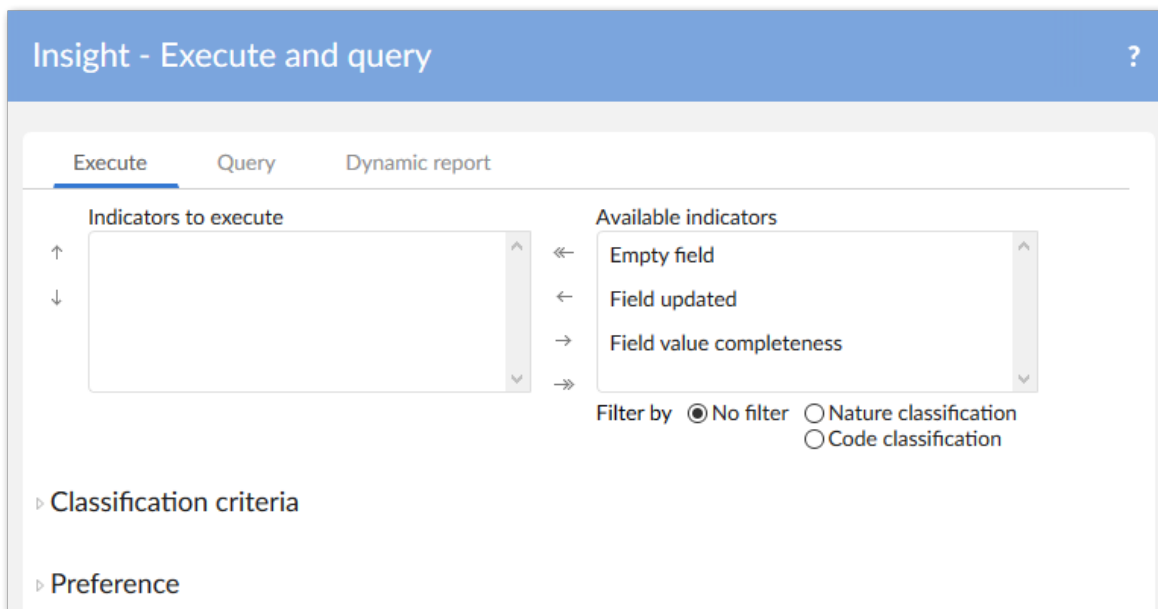 Insight - Execute and query ?
Execute Query Dynamic report
Indicators to execute Available indicators
Empty field
Field updated
Field value completeness
Filter by No filter Nature classification
Code classification
Classification criteria
Preference